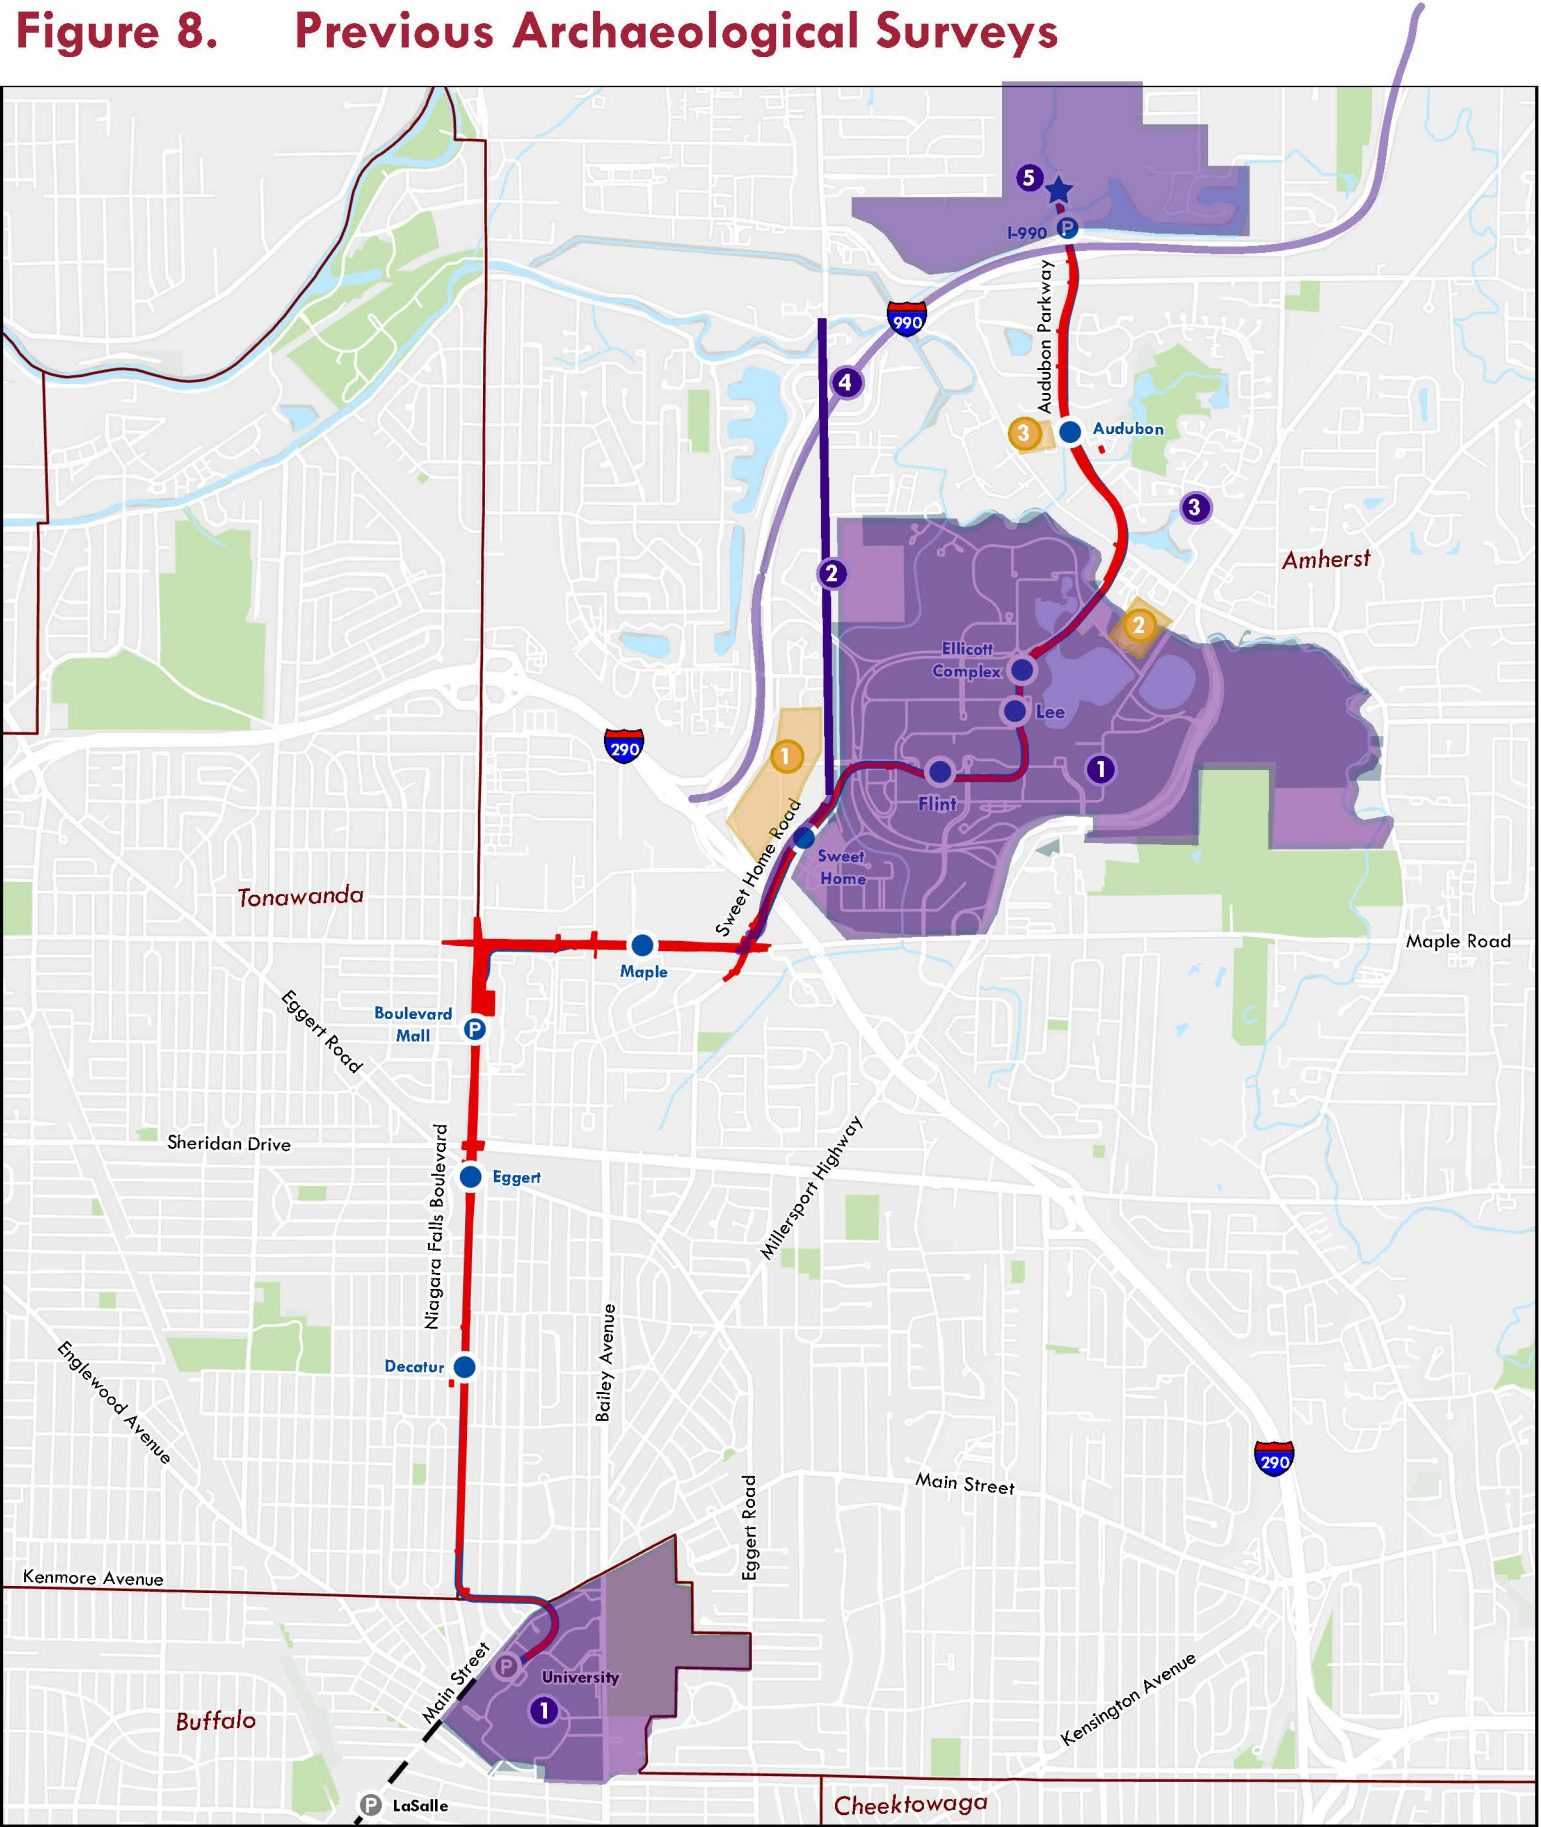 Figure 8. Previous Archaeological Surveys
5
P
I-990
Audubon Parkway
990
4
3
Audubon
3
Amherst
2
2
Ellicott
Complex
Lee
290
1
1
Flint
Sweet Home Road
Sweet
Home
Tonawanda
Maple
Maple Road
Boulevard
Mall
P
Eggert Road
Sheridan Drive
Niagara Falls Boulevard
Eggert
Millersport Highway
Bailey Avenue
Englewood Avenue
Decatur
290
Main Street
Eggert Road
Kenmore Avenue
Main Street
P
University
1
Buffalo
Kensington Avenue
P
LaSalle
Cheektowaga